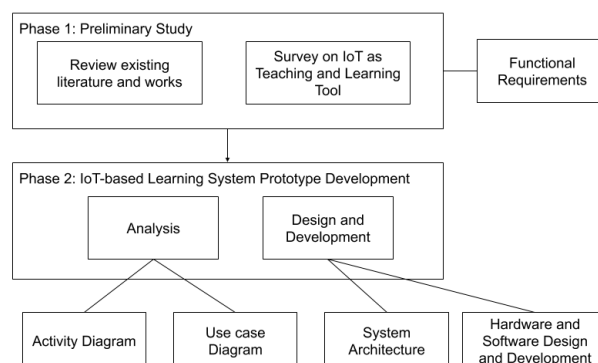 Phase 1: Preliminary Study
Review existing
literature and works
Survey on IoT as
Teaching and Learning
Tool
Functional
Requirements
Phase 2: IoT-based Learning System Prototype Development
Analysis
Design and
Development
Activity Diagram
Use case
Diagram
System
Architecture
Hardware and
Software Design
and Development